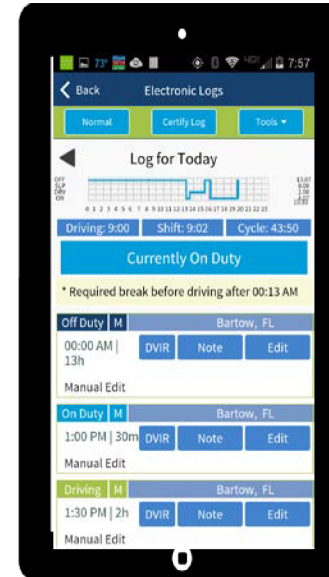 73° 4G 7:57
Back Electronic Logs
Normal Certify Log Tools
Log for Today
OFF
SLP
DRV
ON
0 1 2 3 4 5 6 7 8 9 10 11 12 13 14 15 16 17 18 19 20 21 22 23
Driving: 9:00 Shift: 9:02 Cycle: 43:50
Currently On Duty
* Required break before driving after 00:13 AM
Off Duty M Bartow, FL
00:00 AM | DVIR Note Edit
13h
Manual Edit
On Duty M Bartow, FL
1:00 PM | 30m DVIR Note Edit
Manual Edit
Driving M Bartow, FL
1:30 PM | 2h DVIR Note Edit
Manual Edit